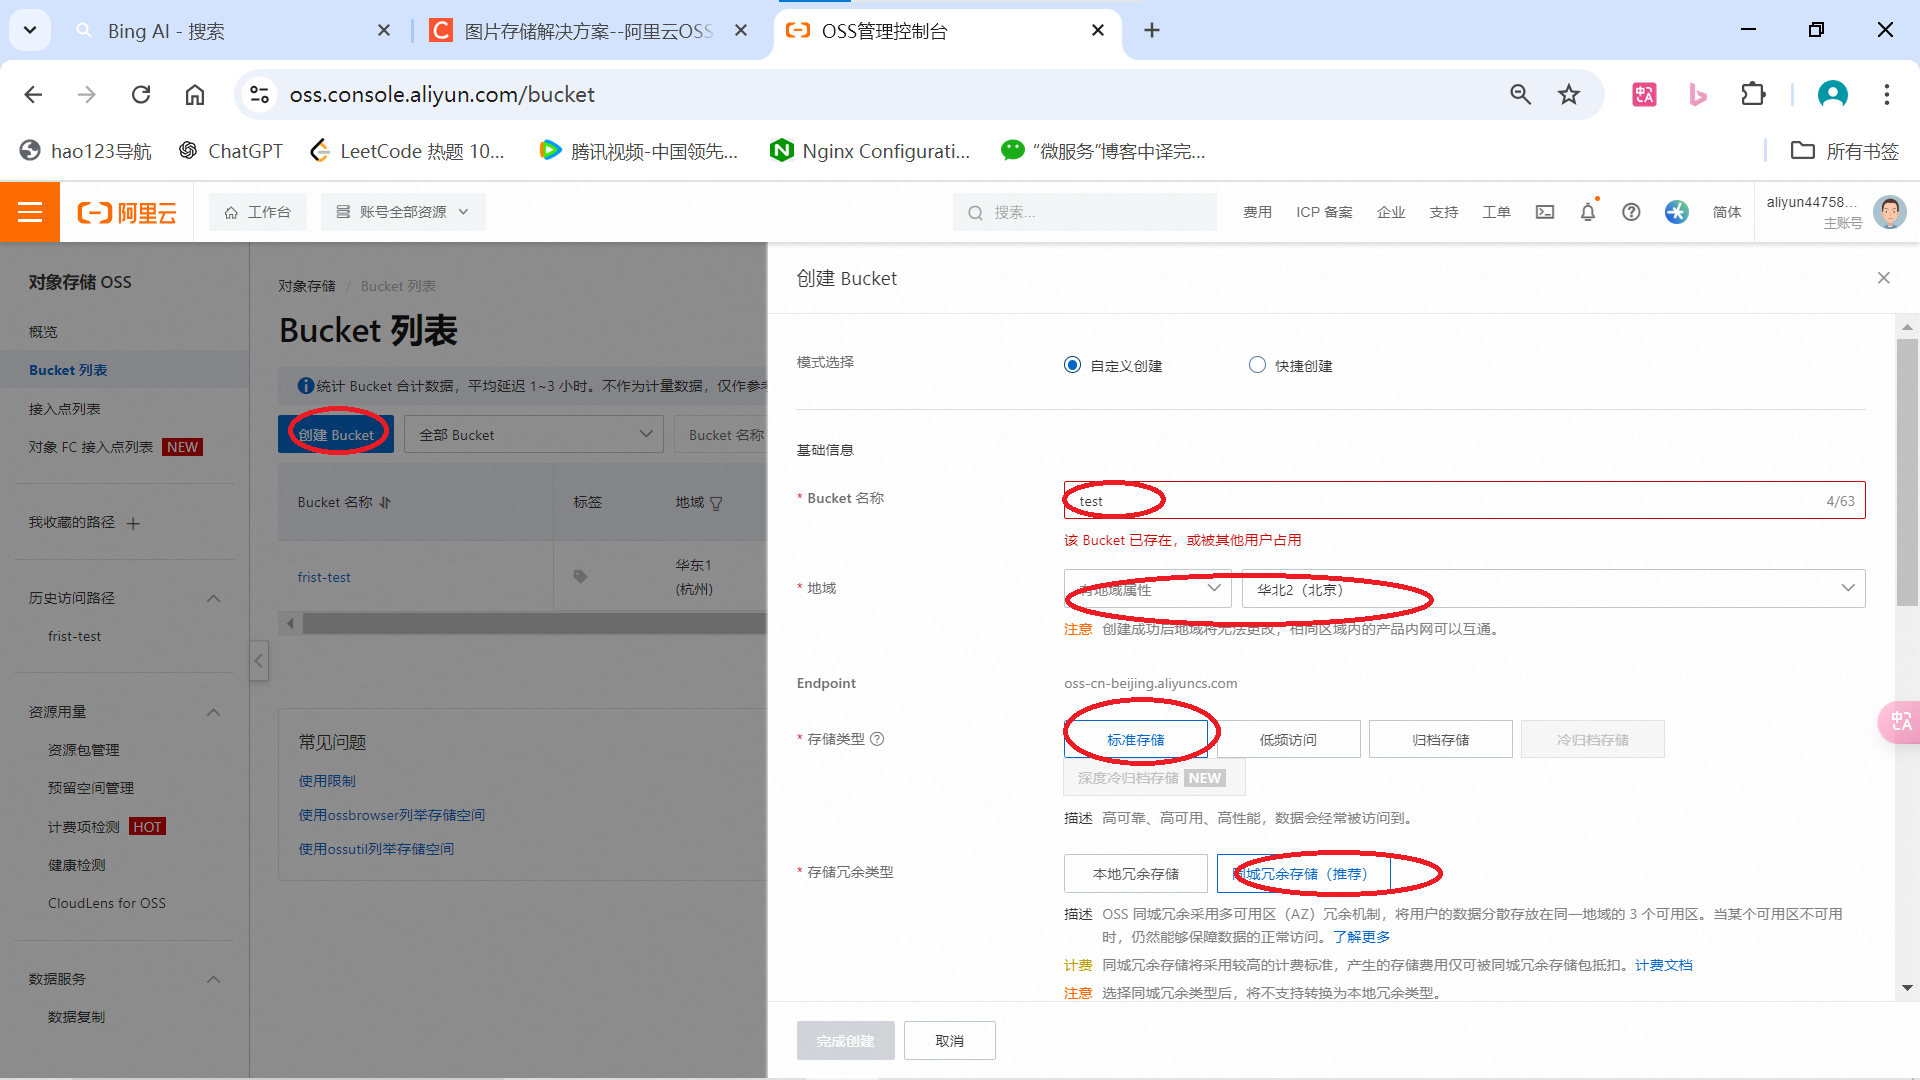 Bing AI - 搜索
图片存储解决方案--阿里云OSS
OSS管理控制台
oss.console.aliyun.com/bucket
hao123导航
ChatGPT
LeetCode 热题 10...
腾讯视频-中国领先...
Nginx Configurati...
“微服务”博客中译完...
所有书签
阿里云
工作台
账号全部资源
搜索...
费用
ICP 备案
企业
支持
工单
简体
aliyun44758...
主账号
对象存储 OSS
概览
Bucket 列表
接入点列表
对象 FC 接入点列表 NEW
我收藏的路径
历史访问路径
frist-test
资源用量
资源包管理
预留空间管理
计费项检测 HOT
健康检测
CloudLens for OSS
数据服务
数据复制
对象存储 / Bucket 列表
Bucket 列表
统计 Bucket 合计数据，平均延迟 1~3 小时。不作为计量数据，仅作参考
创建 Bucket
全部 Bucket
Bucket 名称
Bucket 名称
标签
地域
frist-test
华东1
(杭州)
常见问题
使用限制
使用ossbrowser列举存储空间
使用ossutil列举存储空间
创建 Bucket
模式选择
自定义创建
快捷创建
基础信息
* Bucket 名称
test
4/63
该 Bucket 已存在，或被其他用户占用
* 地域
有地域属性
华北2（北京）
注意 创建成功后地域将无法更改，相同区域内的产品内网可以互通。
Endpoint
oss-cn-beijing.aliyuncs.com
* 存储类型
标准存储
低频访问
归档存储
冷归档存储
深度冷归档存储 NEW
描述 高可靠、高可用、高性能，数据会经常被访问到。
* 存储冗余类型
本地冗余存储
同城冗余存储（推荐）
描述 OSS 同城冗余采用多可用区（AZ）冗余机制，将用户的数据分散存放在同一地域的 3 个可用区。当某个可用区不可用
时，仍然能够保障数据的正常访问。了解更多
计费 同城冗余存储将采用较高的计费标准，产生的存储费用仅可被同城冗余存储包抵扣。计费文档
注意 选择同城冗余类型后，将不支持转换为本地冗余类型。
完成创建
取消